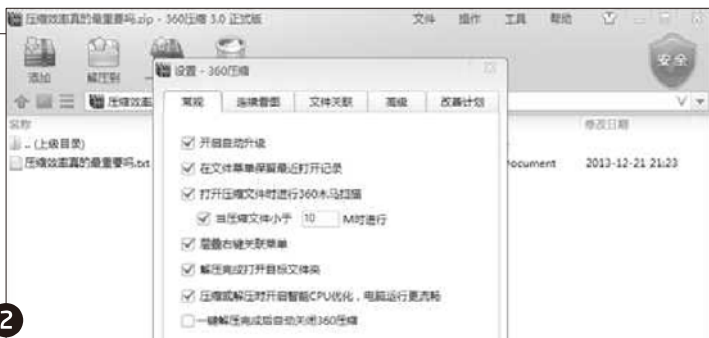 压缩效率真的最重要吗.zip - 360压缩 3.0 正式版
文件 操作 工具 帮助
添加 解压到
安全
设置 - 360压缩
压缩效率
常规 连续看图 文件关联 高级 改善计划
名称 修改日期
..(上级目录)
压缩效率真的最重要吗.txt ocument 2013-12-21 21:23
开启自动升级
在文件菜单保留最近打开记录
打开压缩文件时进行360木马扫描
当压缩文件小于 10 M时进行
层叠右键关联菜单
解压完成打开目标文件夹
压缩或解压时开启智能CPU优化，电脑运行更流畅
一键解压完成后自动关闭360压缩
2